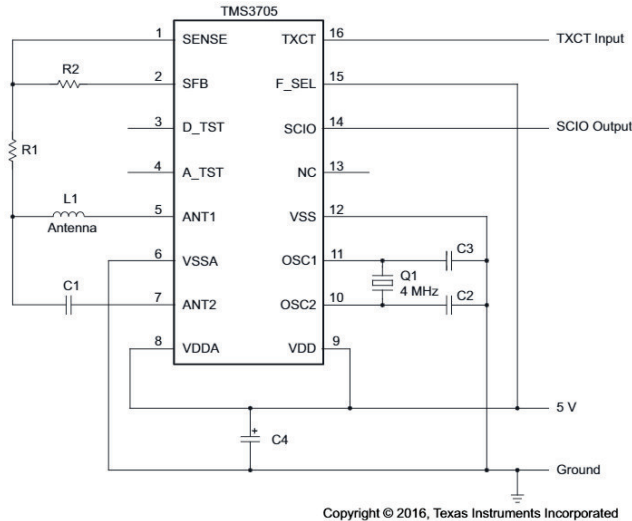 TMS3705
1 SENSE TXCT 16 TXCT Input
R2
2 SFB F_SEL 15
3 D_TST SCIO 14 SCIO Output
R1
4 A_TST NC 13
L1
Antenna
5 ANT1 VSS 12
C3
6 VSSA OSC1 11
Q1
4 MHz
C1
C2
7 ANT2 OSC2 10
8 VDDA VDD 9
5 V
+
C4
Ground
Copyright © 2016, Texas Instruments Incorporated